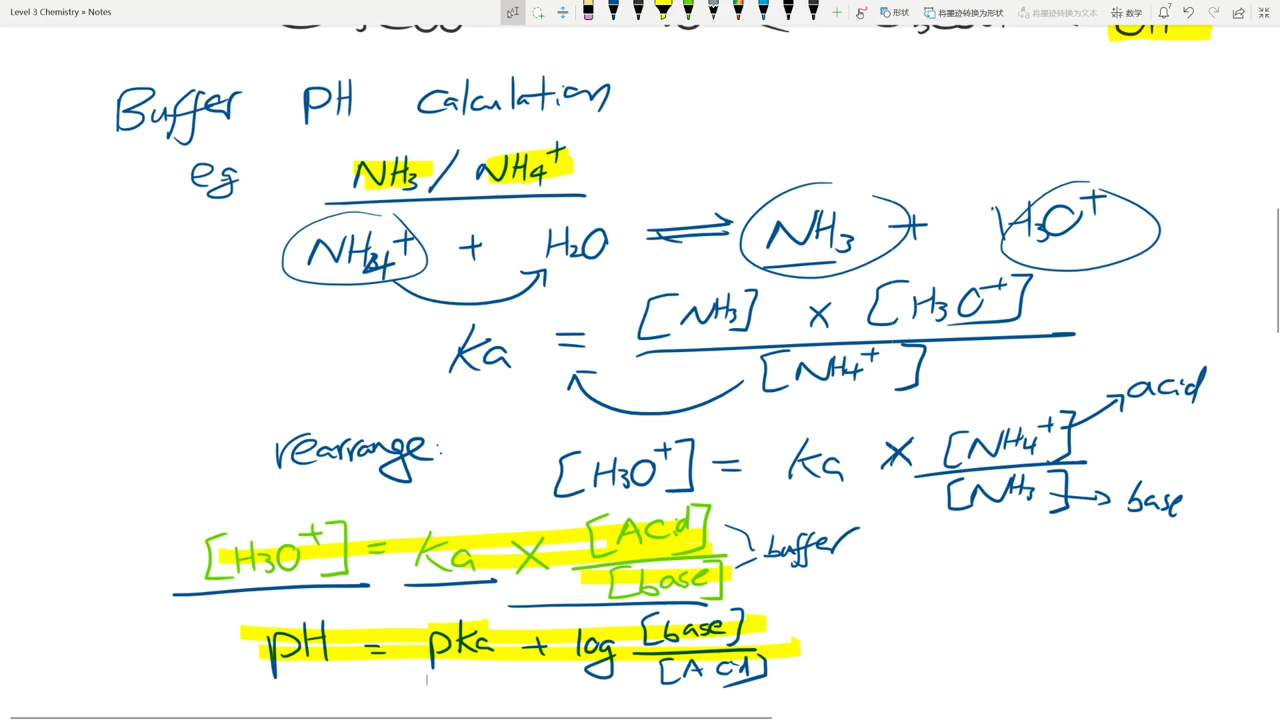 Level 3 Chemistry » Notes
形状
将墨迹转换为形状
将墨迹转换为文本
数学
7
Buffer pH calculation
eg NH3 / NH4+
NH4+ + H2O ⇌ NH3 + H3O+
Ka = [NH3] x [H3O+] / [NH4+]
rearrange: [H3O+] = Ka x [NH4+] / [NH3]
acid
base
[H3O+] = Ka x [Acid] / [base]
buffer
pH = pKa + log [base] / [Acid]